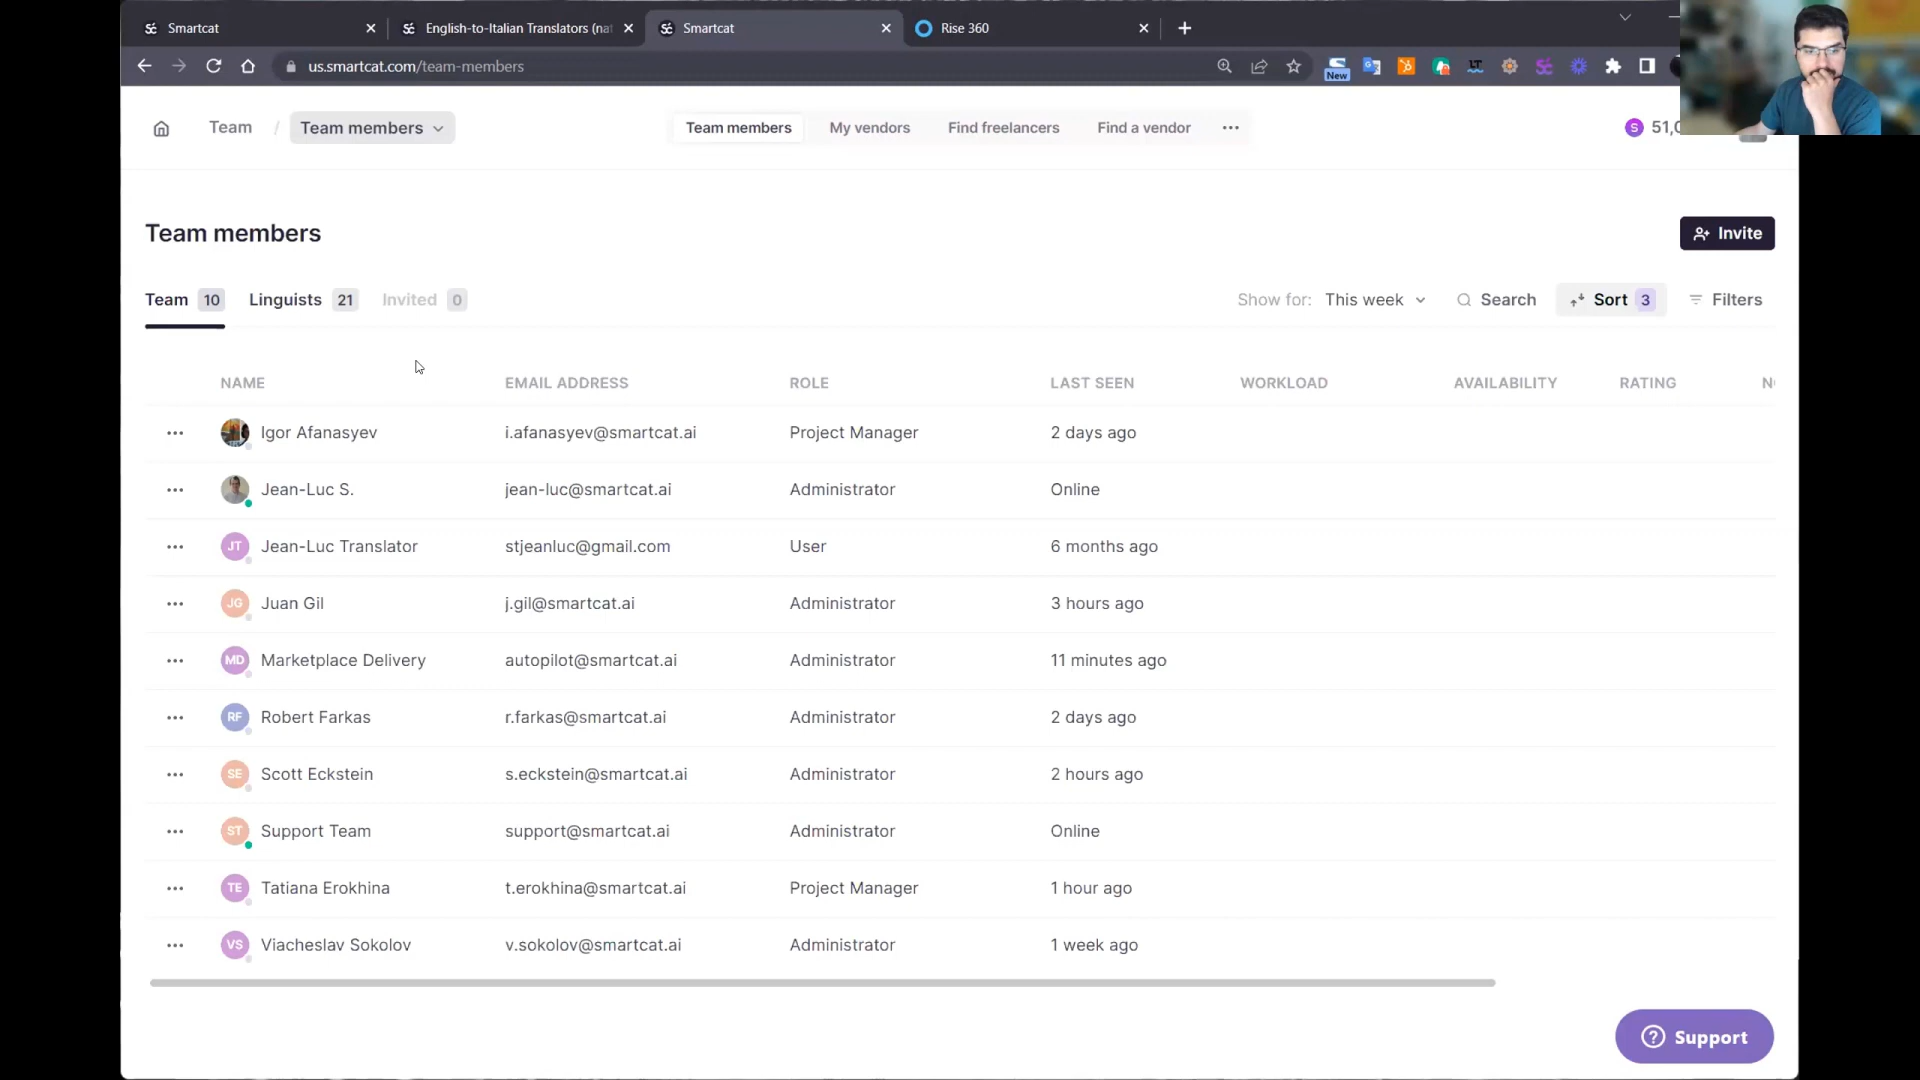 Smartcat
English-to-Italian Translators (nat
Smartcat
Rise 360
us.smartcat.com/team-members
New
Team / Team members
Team members
My vendors
Find freelancers
Find a vendor
S 51,0
Team members
Invite
Team 10
Linguists 21
Invited 0
Show for: This week
Search
Sort 3
Filters
NAME EMAIL ADDRESS ROLE LAST SEEN WORKLOAD AVAILABILITY RATING
Igor Afanasyev i.afanasyev@smartcat.ai Project Manager 2 days ago
Jean-Luc S. jean-luc@smartcat.ai Administrator Online
JT Jean-Luc Translator stjeanluc@gmail.com User 6 months ago
JG Juan Gil j.gil@smartcat.ai Administrator 3 hours ago
MD Marketplace Delivery autopilot@smartcat.ai Administrator 11 minutes ago
RF Robert Farkas r.farkas@smartcat.ai Administrator 2 days ago
SE Scott Eckstein s.eckstein@smartcat.ai Administrator 2 hours ago
ST Support Team support@smartcat.ai Administrator Online
TE Tatiana Erokhina t.erokhina@smartcat.ai Project Manager 1 hour ago
VS Viacheslav Sokolov v.sokolov@smartcat.ai Administrator 1 week ago
Support